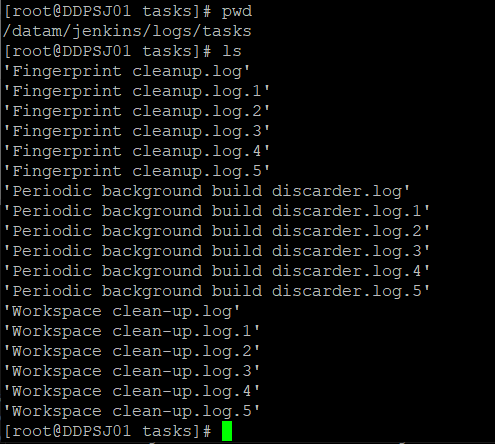 [root@DDPSJ01 tasks]# pwd
/datam/jenkins/logs/tasks
[root@DDPSJ01 tasks]# ls
'Fingerprint cleanup.log'
'Fingerprint cleanup.log.1'
'Fingerprint cleanup.log.2'
'Fingerprint cleanup.log.3'
'Fingerprint cleanup.log.4'
'Fingerprint cleanup.log.5'
'Periodic background build discarder.log'
'Periodic background build discarder.log.1'
'Periodic background build discarder.log.2'
'Periodic background build discarder.log.3'
'Periodic background build discarder.log.4'
'Periodic background build discarder.log.5'
'Workspace clean-up.log'
'Workspace clean-up.log.1'
'Workspace clean-up.log.2'
'Workspace clean-up.log.3'
'Workspace clean-up.log.4'
'Workspace clean-up.log.5'
[root@DDPSJ01 tasks]#